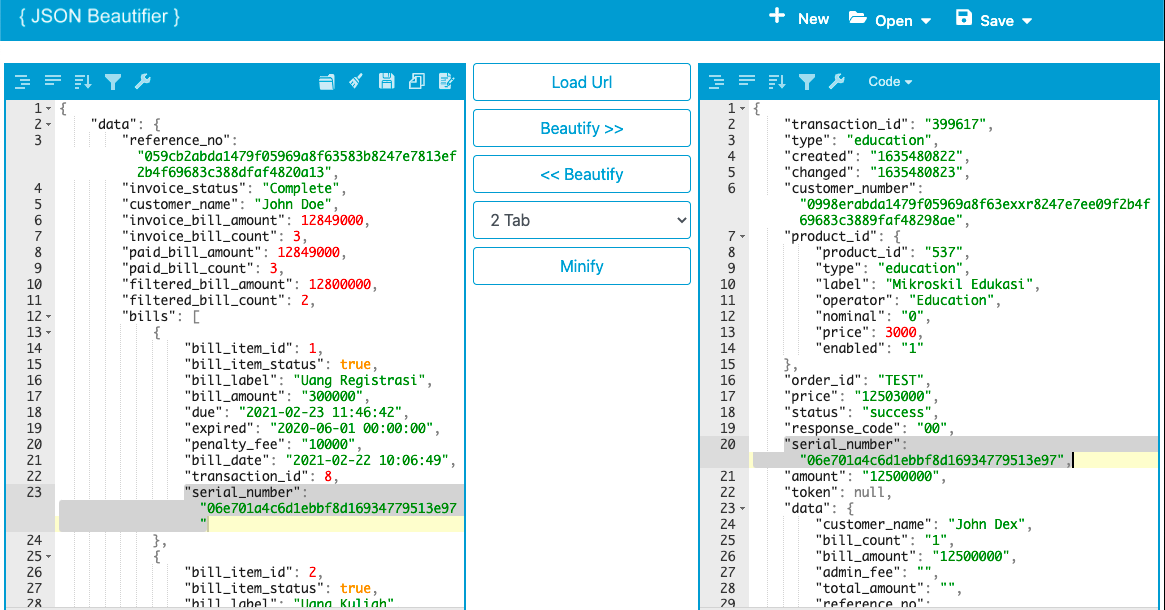 { JSON Beautifier }
New
Open
Save
1 {
2 "data": {
3 "reference_no":
"059cb2abda1479f05969a8f63583b8247e7813ef
2b4f69683c388dfaf4820a13",
4 "invoice_status": "Complete",
5 "customer_name": "John Doe",
6 "invoice_bill_amount": 12849000,
7 "invoice_bill_count": 3,
8 "paid_bill_amount": 12849000,
9 "paid_bill_count": 3,
10 "filtered_bill_amount": 12800000,
11 "filtered_bill_count": 2,
12 "bills": [
13 {
14 "bill_item_id": 1,
15 "bill_item_status": true,
16 "bill_label": "Uang Registrasi",
17 "bill_amount": "300000",
18 "due": "2021-02-23 11:46:42",
19 "expired": "2020-06-01 00:00:00",
20 "penalty_fee": "10000",
21 "bill_date": "2021-02-22 10:06:49",
22 "transaction_id": 8,
23 "serial_number":
"06e701a4c6d1ebbf8d16934779513e97
"
24 },
25 {
26 "bill_item_id": 2,
27 "bill_item_status": true,
28 "bill_label": "Uang Kuliah"
Load Url
Beautify >>
<< Beautify
2 Tab
Minify
Code
1 {
2 "transaction_id": "399617",
3 "type": "education",
4 "created": "1635480822",
5 "changed": "1635480823",
6 "customer_number":
"0998erabda1479f05969a8f63exxr8247e7ee09f2b4f
69683c3889faf48298ae",
7 "product_id": {
8 "product_id": "537",
9 "type": "education",
10 "label": "Mikroskil Edukasi",
11 "operator": "Education",
12 "nominal": "0",
13 "price": 3000,
14 "enabled": "1"
15 },
16 "order_id": "TEST",
17 "price": "12503000",
18 "status": "success",
19 "response_code": "00",
20 "serial_number":
"06e701a4c6d1ebbf8d16934779513e97",
21 "amount": "12500000",
22 "token": null,
23 "data": {
24 "customer_name": "John Dex",
25 "bill_count": "1",
26 "bill_amount": "12500000",
27 "admin_fee": "",
28 "total_amount": "",
29 "reference_no":